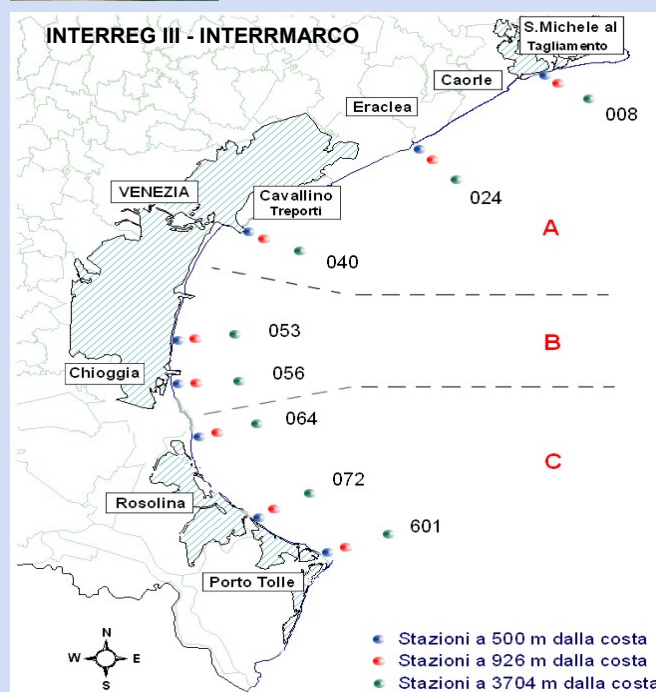 INTERREG III - INTERRMARCO
S.Michele al
Tagliamento
Caorle
008
Eraclea
024
VENEZIA
Cavallino
Treporti
A
040
053
B
056
Chioggia
064
C
072
Rosolina
601
Porto Tolle
N
W E
S
Stazioni a 500 m dalla costa
Stazioni a 926 m dalla costa
Stazioni a 3704 m dalla costa